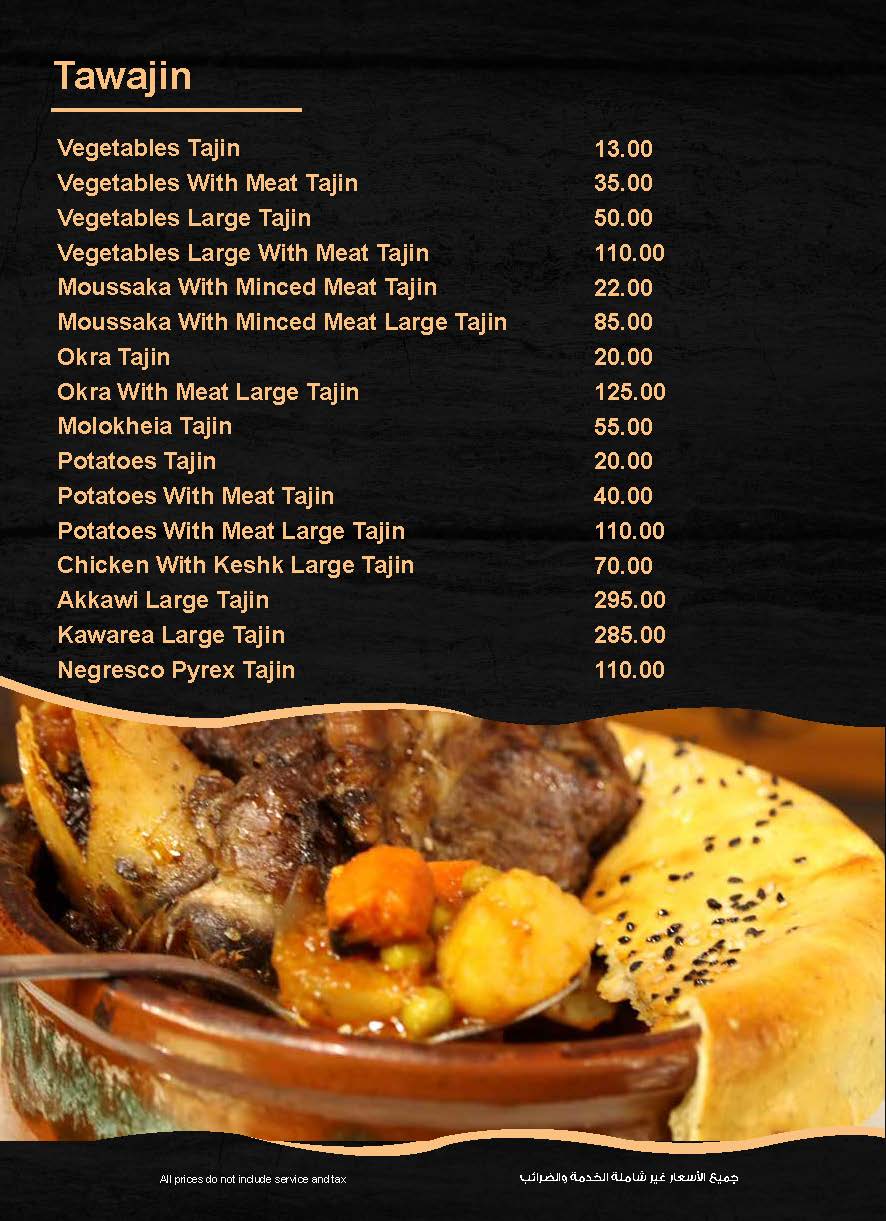 Tawajin
Vegetables Tajin 13.00
Vegetables With Meat Tajin 35.00
Vegetables Large Tajin 50.00
Vegetables Large With Meat Tajin 110.00
Moussaka With Minced Meat Tajin 22.00
Moussaka With Minced Meat Large Tajin 85.00
Okra Tajin 20.00
Okra With Meat Large Tajin 125.00
Molokheia Tajin 55.00
Potatoes Tajin 20.00
Potatoes With Meat Tajin 40.00
Potatoes With Meat Large Tajin 110.00
Chicken With Keshk Large Tajin 70.00
Akkawi Large Tajin 295.00
Kawarea Large Tajin 285.00
Negresco Pyrex Tajin 110.00
All prices do not include service and tax
جميع الأسعار غير شاملة الخدمة والضرائب